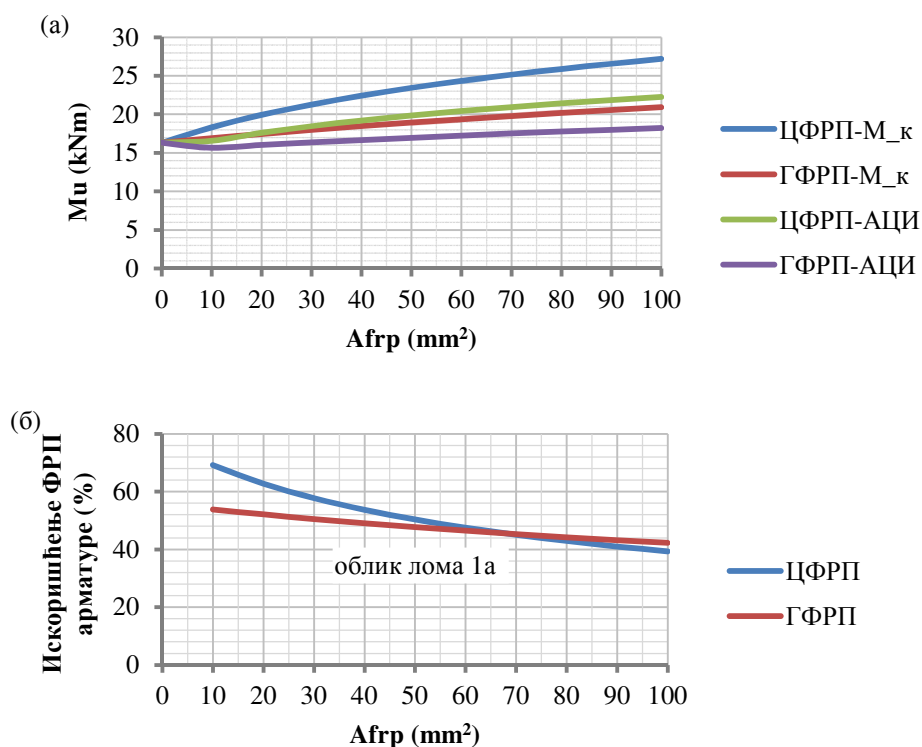 (а)
30
25
20
15
10
5
0
Mu (kNm)
0 10 20 30 40 50 60 70 80 90 100
Afrp (mm²)
ЦФРП-М_к
ГФРП-М_к
ЦФРП-АЦИ
ГФРП-АЦИ
(б)
80
60
40
20
0
Искоришћење ФРП
арматуре (%)
облик лома 1а
0 10 20 30 40 50 60 70 80 90 100
Afrp (mm²)
ЦФРП
ГФРП